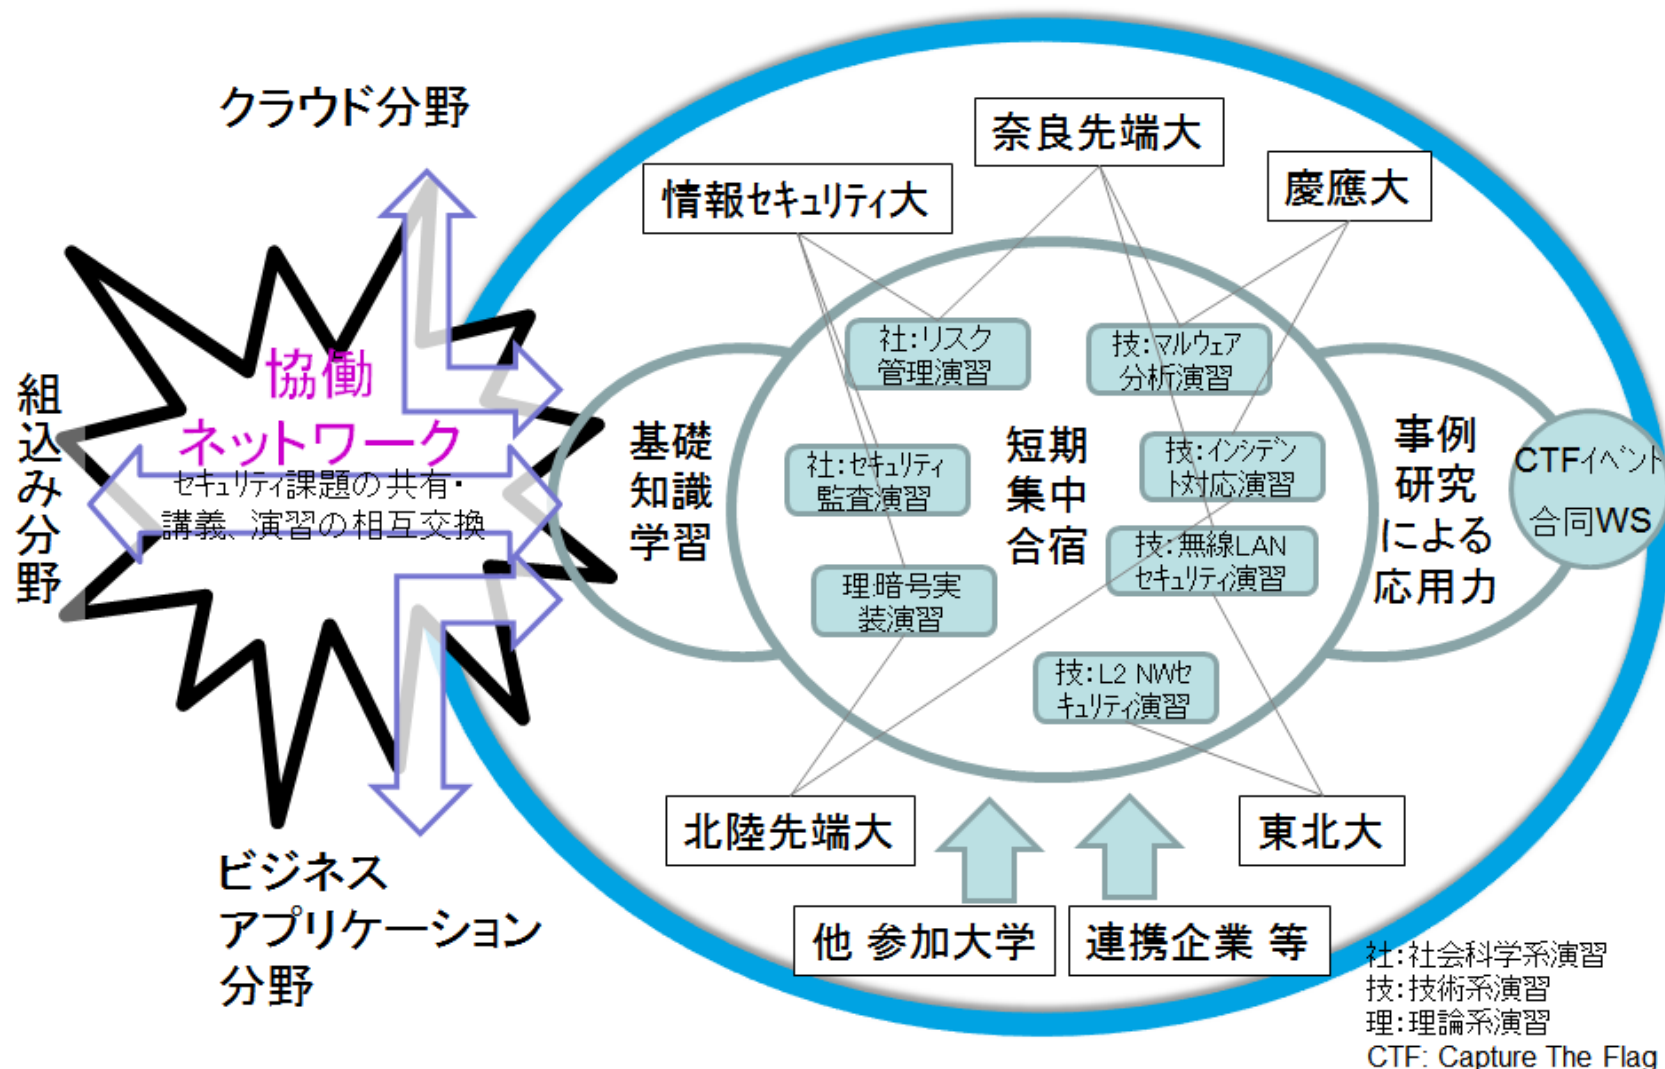 クラウド分野
奈良先端大
情報セキュリティ大
慶應大
協働
ネットワーク
セキュリティ課題の共有・
講義、演習の相互交換
組込み分野
基礎
知識
学習
社:リスク
管理演習
技:マルウェア
分析演習
社:セキュリティ
監査演習
短期
集中
合宿
技:インシデン
ト対応演習
技:無線LAN
セキュリティ演習
理:暗号実
装演習
技:L2 NWセ
キュリティ演習
事例
研究
による
応用力
CTFイベント
合同WS
北陸先端大
東北大
ビジネス
アプリケーション
分野
他 参加大学
連携企業 等
社:社会科学系演習
技:技術系演習
理:理論系演習
CTF: Capture The Flag